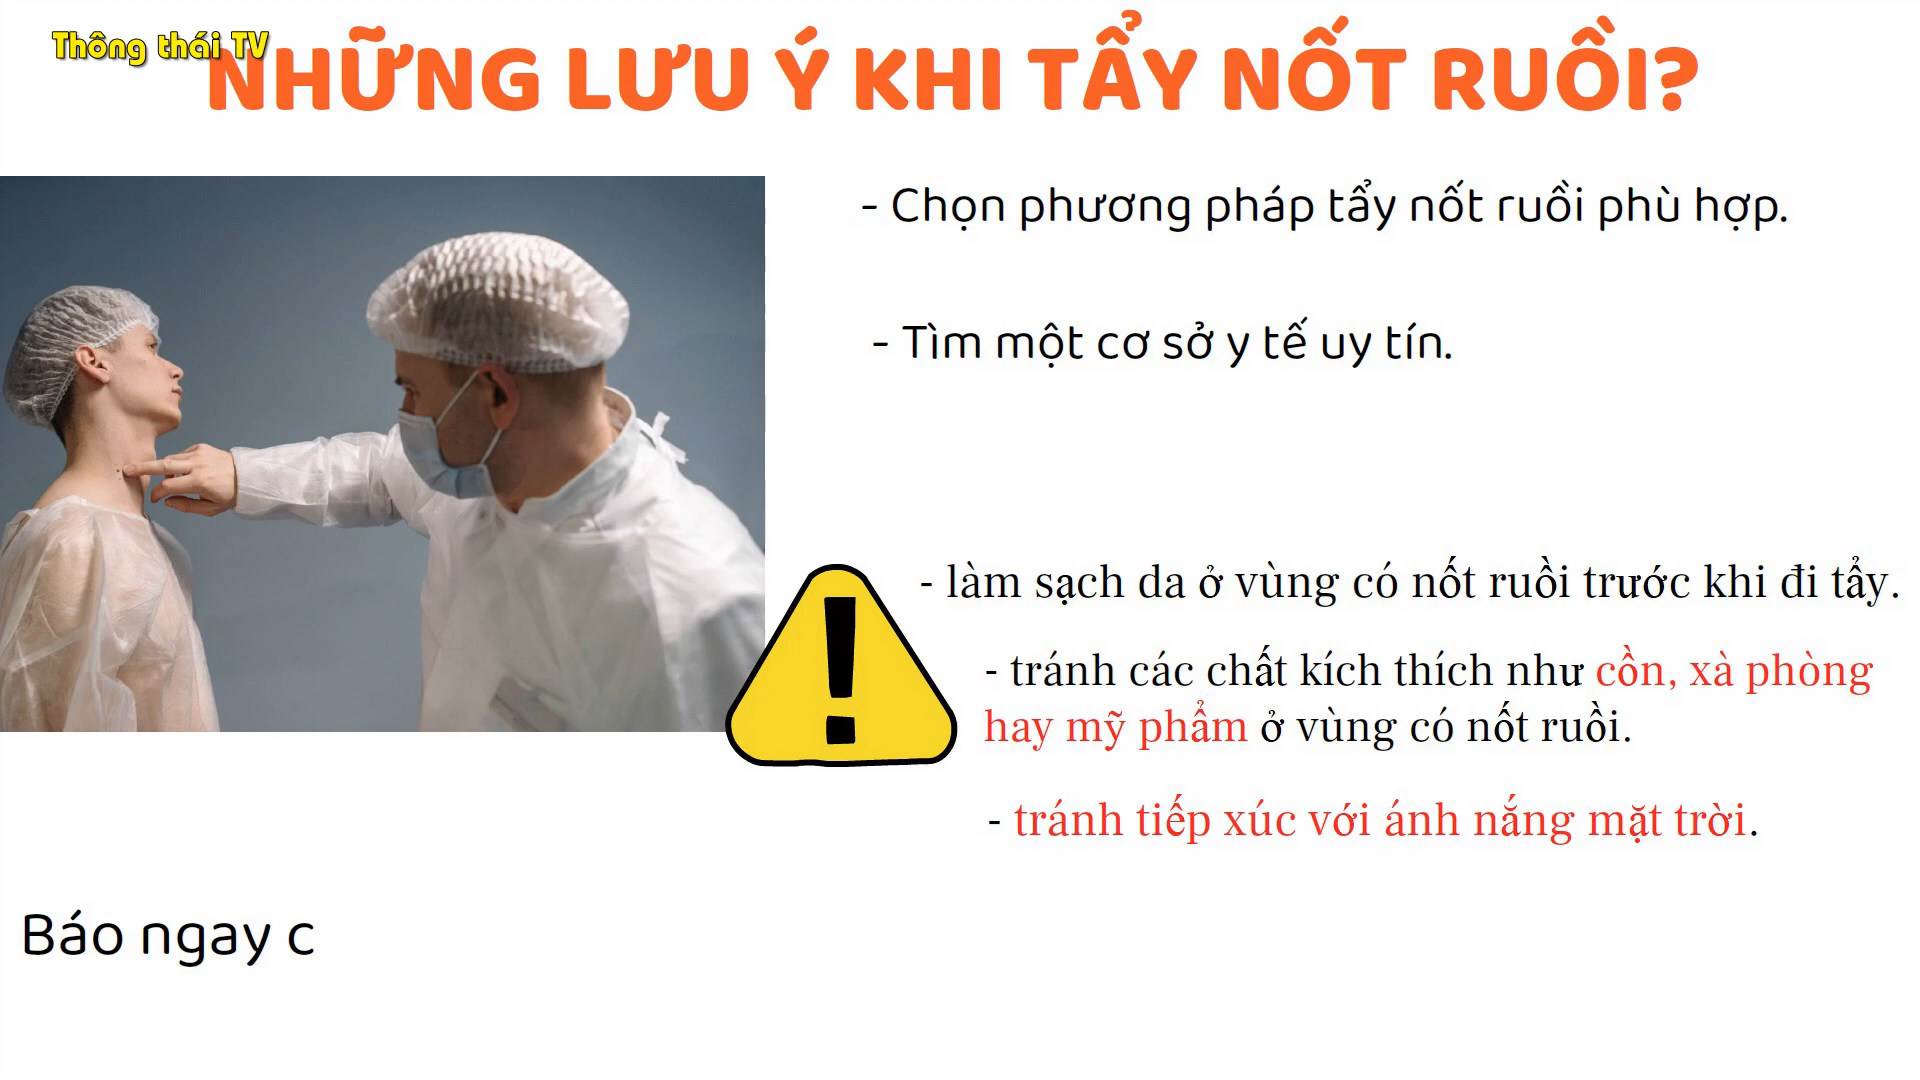 Thông thái TV
NHỮNG LƯU Ý KHI TẨY NỐT RUỒI?
- Chọn phương pháp tẩy nốt ruồi phù hợp.
- Tìm một cơ sở y tế uy tín.
- làm sạch da ở vùng có nốt ruồi trước khi đi tẩy.
- tránh các chất kích thích như cồn, xà phòng
hay mỹ phẩm ở vùng có nốt ruồi.
- tránh tiếp xúc với ánh nắng mặt trời.
Báo ngay c